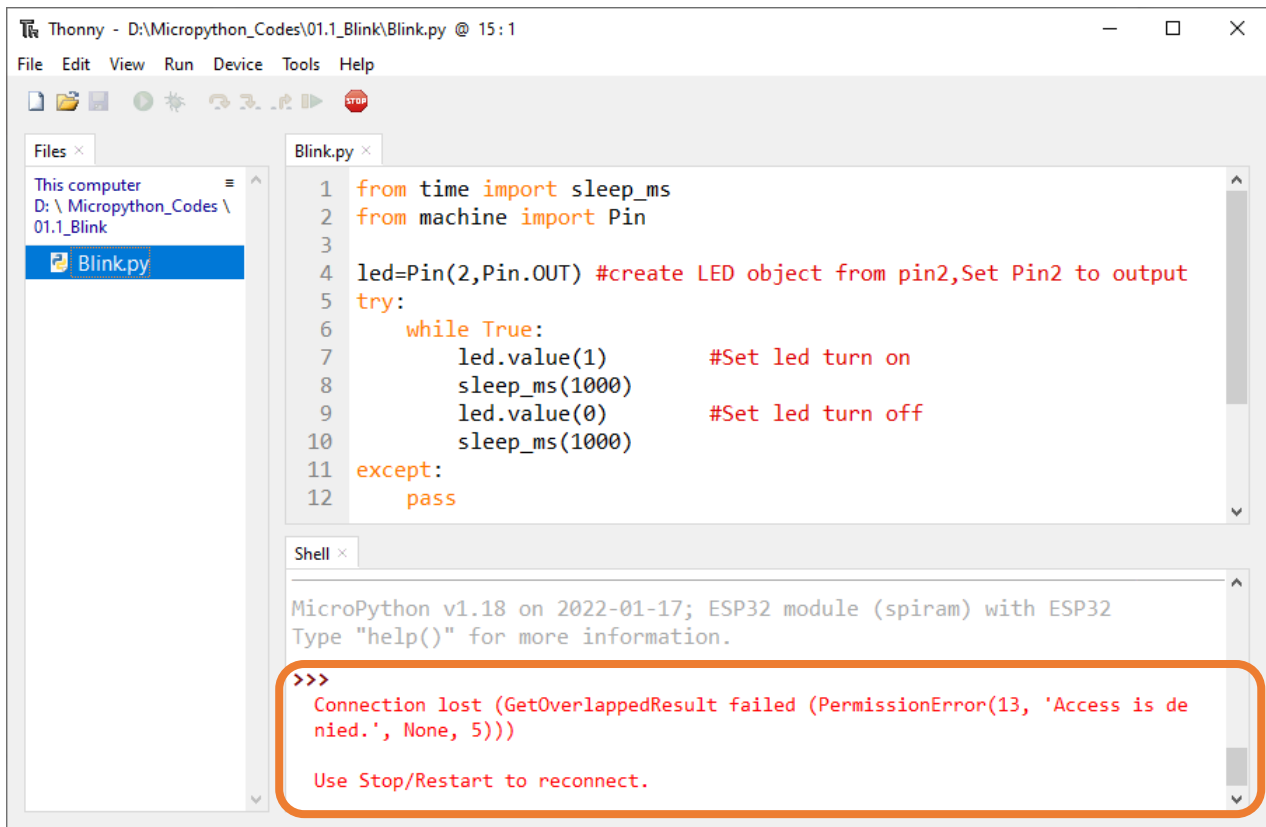 Thonny - D:\Micropython_Codes\01.1_Blink\Blink.py @ 15:1
File Edit View Run Device Tools Help
STOP
Files
This computer
D: \ Micropython_Codes \
01.1_Blink
Blink.py
Blink.py
1 from time import sleep_ms
2 from machine import Pin
3
4 led=Pin(2,Pin.OUT) #create LED object from pin2,Set Pin2 to output
5 try:
6     while True:
7         led.value(1)        #Set led turn on
8         sleep_ms(1000)
9         led.value(0)        #Set led turn off
10         sleep_ms(1000)
11 except:
12     pass
Shell
MicroPython v1.18 on 2022-01-17; ESP32 module (spiram) with ESP32
Type "help()" for more information.
>>>
Connection lost (GetOverlappedResult failed (PermissionError(13, 'Access is de
nied.', None, 5)))
Use Stop/Restart to reconnect.